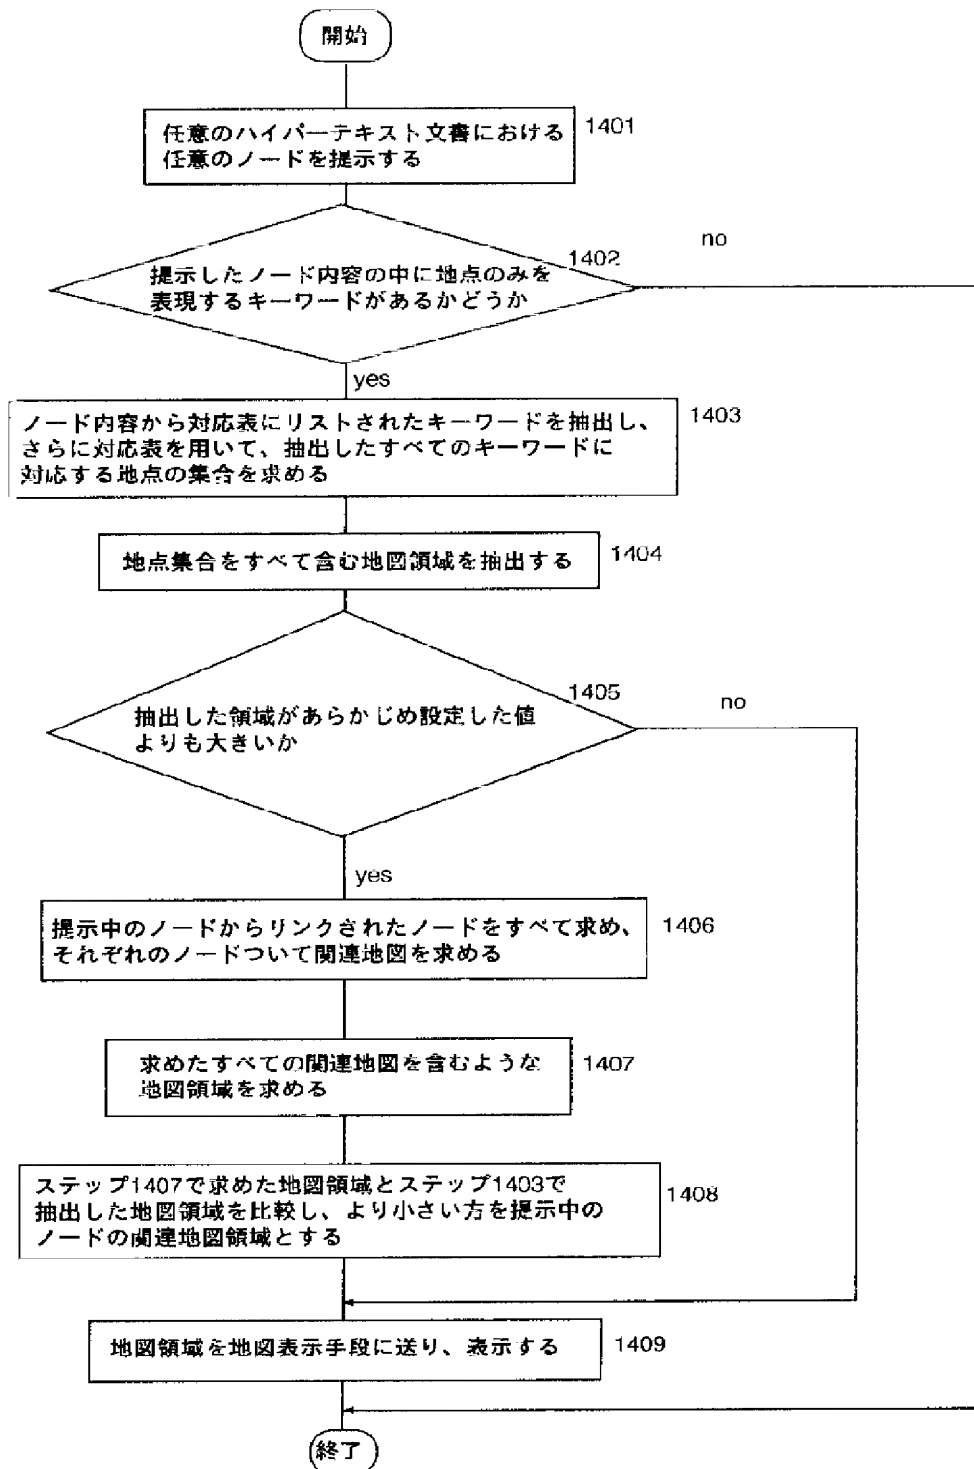 開始
任意のハイパーテキスト文書における
任意のノードを提示する
1401
提示したノード内容の中に地点のみを
表現するキーワードがあるかどうか
1402
no
yes
ノード内容から対応表にリストされたキーワードを抽出し、
さらに対応表を用いて、抽出したすべてのキーワードに
対応する地点の集合を求める
1403
地点集合をすべて含む地図領域を抽出する
1404
抽出した領域があらかじめ設定した値
よりも大きいか
1405
no
yes
提示中のノードからリンクされたノードをすべて求め、
それぞれのノードついて関連地図を求める
1406
求めたすべての関連地図を含むような
地図領域を求める
1407
ステップ1407で求めた地図領域とステップ1403で
抽出した地図領域を比較し、より小さい方を提示中の
ノードの関連地図領域とする
1408
地図領域を地図表示手段に送り、表示する
1409
終了